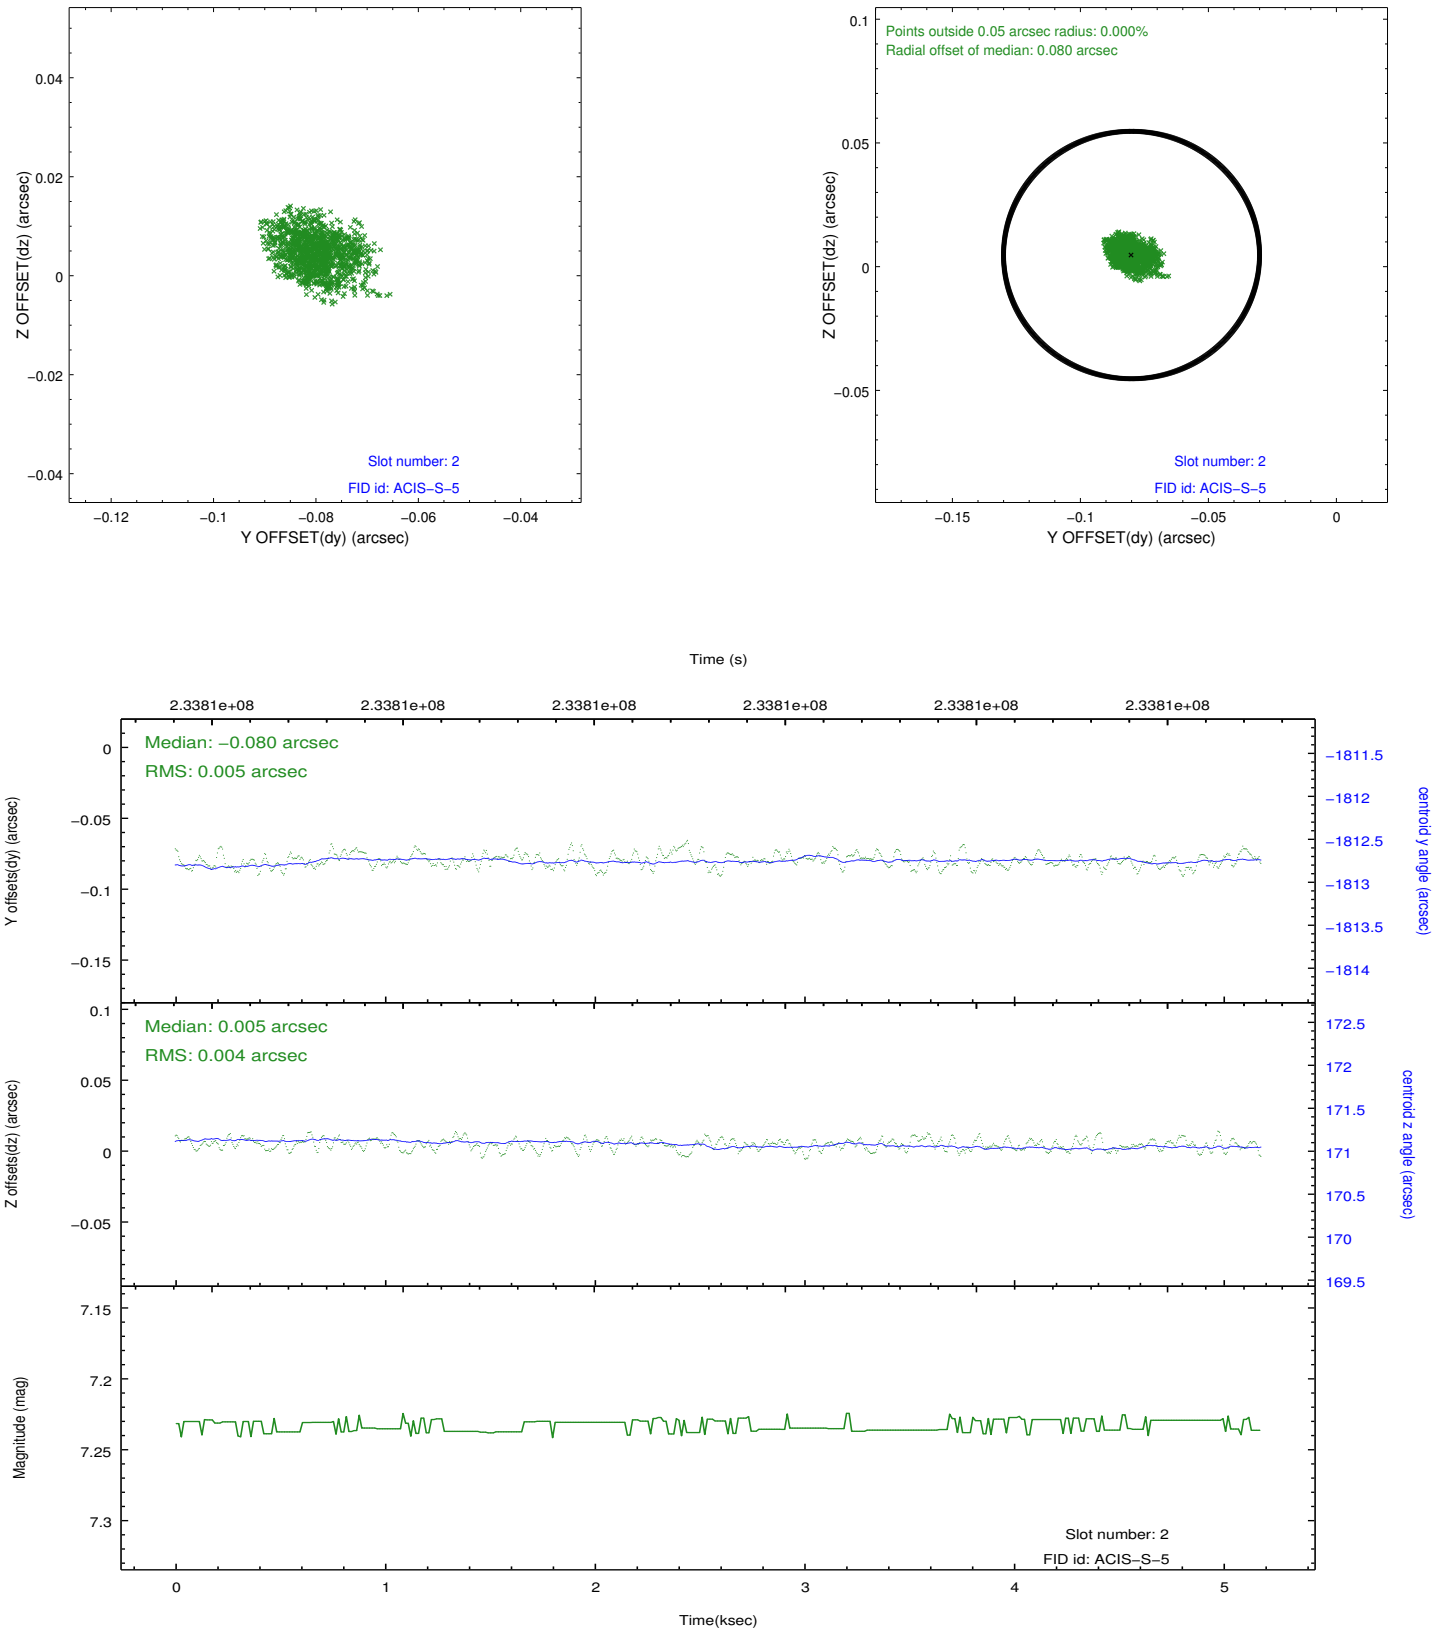 0.04
0.02
0
−0.02
−0.04
Z OFFSET(dz) (arcsec)
Slot number: 2
FID id: ACIS−S−5
−0.12
−0.1
−0.08
−0.06
−0.04
Y OFFSET(dy) (arcsec)
0.1
0.05
0
−0.05
Z OFFSET(dz) (arcsec)
Points outside 0.05 arcsec radius: 0.000%
Radial offset of median: 0.080 arcsec
Slot number: 2
FID id: ACIS−S−5
−0.15
−0.1
−0.05
0
Y OFFSET(dy) (arcsec)
Time (s)
2.3381e+08
2.3381e+08
2.3381e+08
2.3381e+08
2.3381e+08
2.3381e+08
Median: −0.080 arcsec
RMS: 0.005 arcsec
0
−0.05
−0.1
−0.15
Y offsets(dy) (arcsec)
−1811.5
−1812
−1812.5
−1813
−1813.5
−1814
centroid y angle (arcsec)
Median: 0.005 arcsec
RMS: 0.004 arcsec
0.1
0.05
0
−0.05
Z offsets(dz) (arcsec)
172.5
172
171.5
171
170.5
170
169.5
centroid z angle (arcsec)
7.15
7.2
7.25
7.3
Magnitude (mag)
Slot number: 2
FID id: ACIS−S−5
0
1
2
3
4
5
Time(ksec)